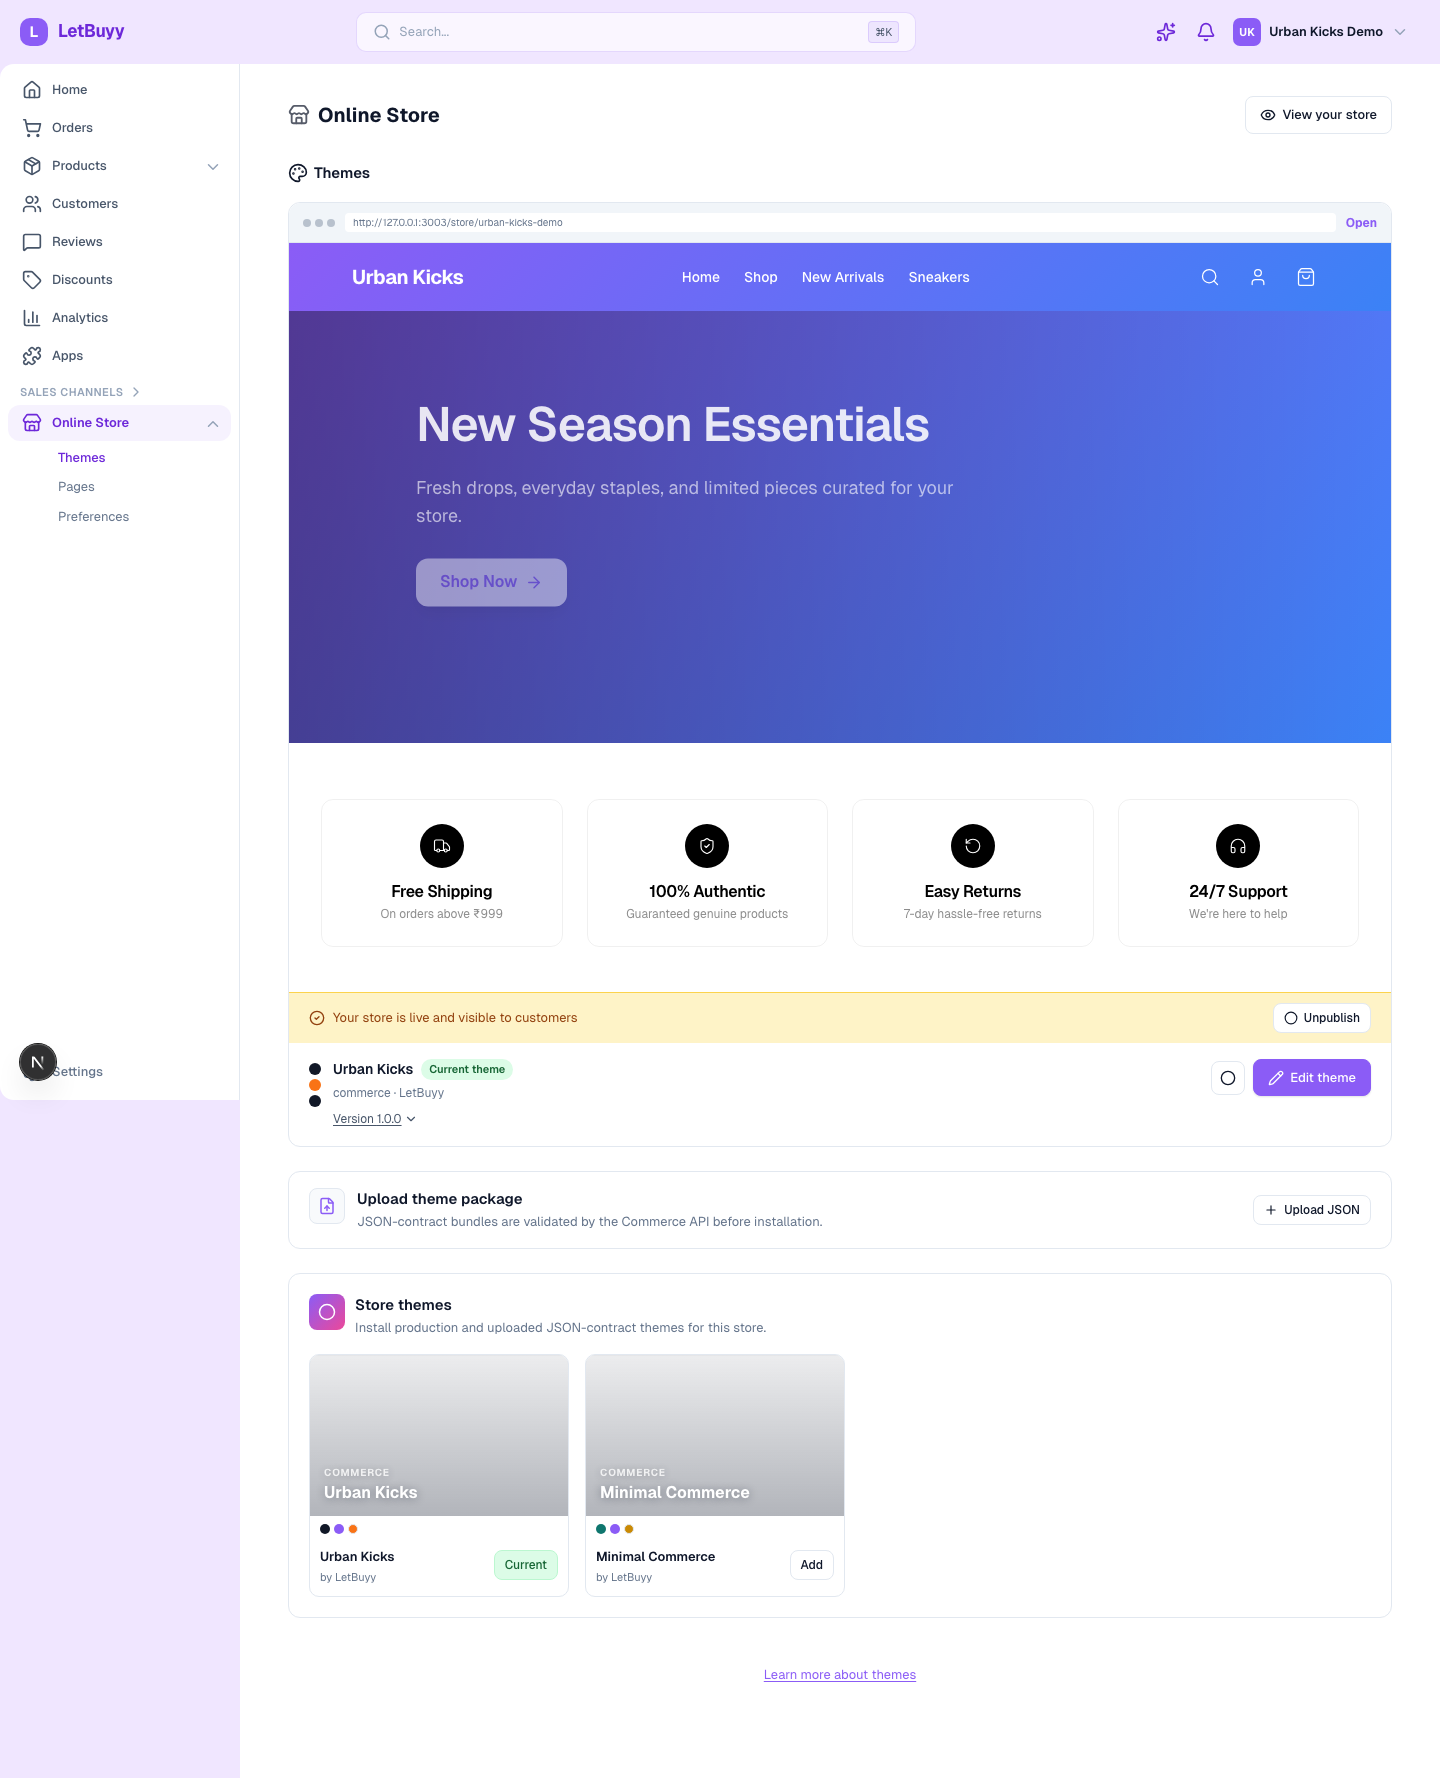 L LetBuyy
Search...
⌘K
UK Urban Kicks Demo
Home
Orders
Products
Customers
Reviews
Discounts
Analytics
Apps
SALES CHANNELS
Online Store
Themes
Pages
Preferences
N
Settings
Online Store
View your store
Themes
http://127.0.0.1:3003/store/urban-kicks-demo
Open
Urban Kicks
Home Shop New Arrivals Sneakers
New Season Essentials
Fresh drops, everyday staples, and limited pieces curated for your
store.
Shop Now
Free Shipping
On orders above ₹999
100% Authentic
Guaranteed genuine products
Easy Returns
7-day hassle-free returns
24/7 Support
We're here to help
Your store is live and visible to customers
Unpublish
Urban Kicks Current theme
commerce · LetBuyy
Version 1.0.0
Edit theme
Upload theme package
JSON-contract bundles are validated by the Commerce API before installation.
Upload JSON
Store themes
Install production and uploaded JSON-contract themes for this store.
COMMERCE
Urban Kicks
Urban Kicks
by LetBuyy
Current
COMMERCE
Minimal Commerce
Minimal Commerce
by LetBuyy
Add
Learn more about themes